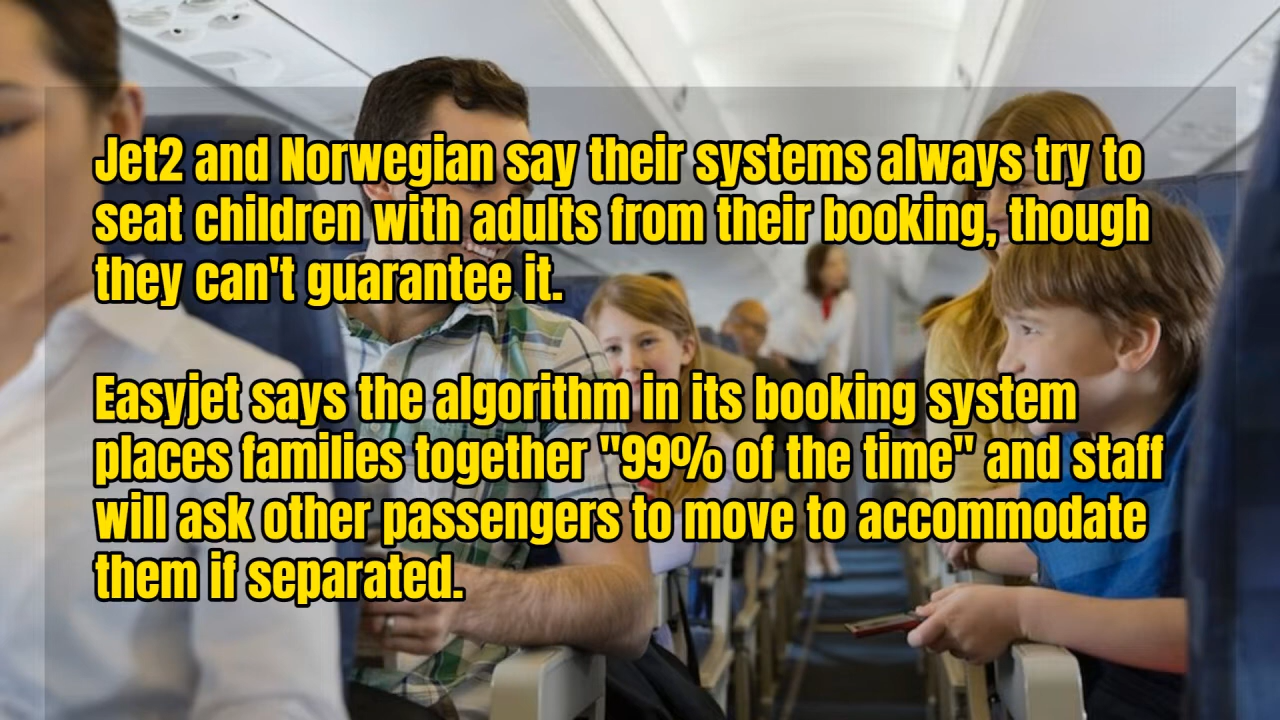 Jet2 and Norwegian say their systems always try to
seat children with adults from their booking, though
they can't guarantee it.
Easyjet says the algorithm in its booking system
places families together "99% of the time" and staff
will ask other passengers to move to accommodate
them if separated.